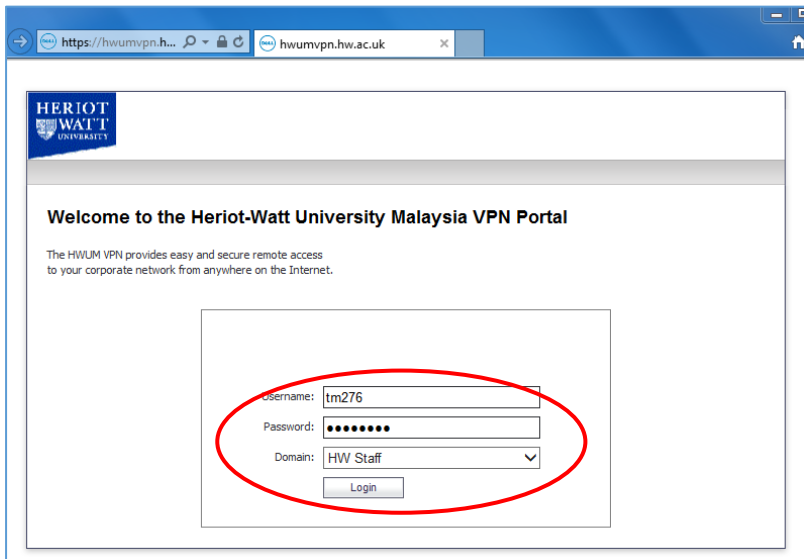 https://hwumvpn.h...
hwumvpn.hw.ac.uk
HERIOT
WATT
UNIVERSITY
Welcome to the Heriot-Watt University Malaysia VPN Portal
The HWUM VPN provides easy and secure remote access
to your corporate network from anywhere on the Internet.
Username: tm276
Password: ●●●●●●●●
Domain: HW Staff
Login